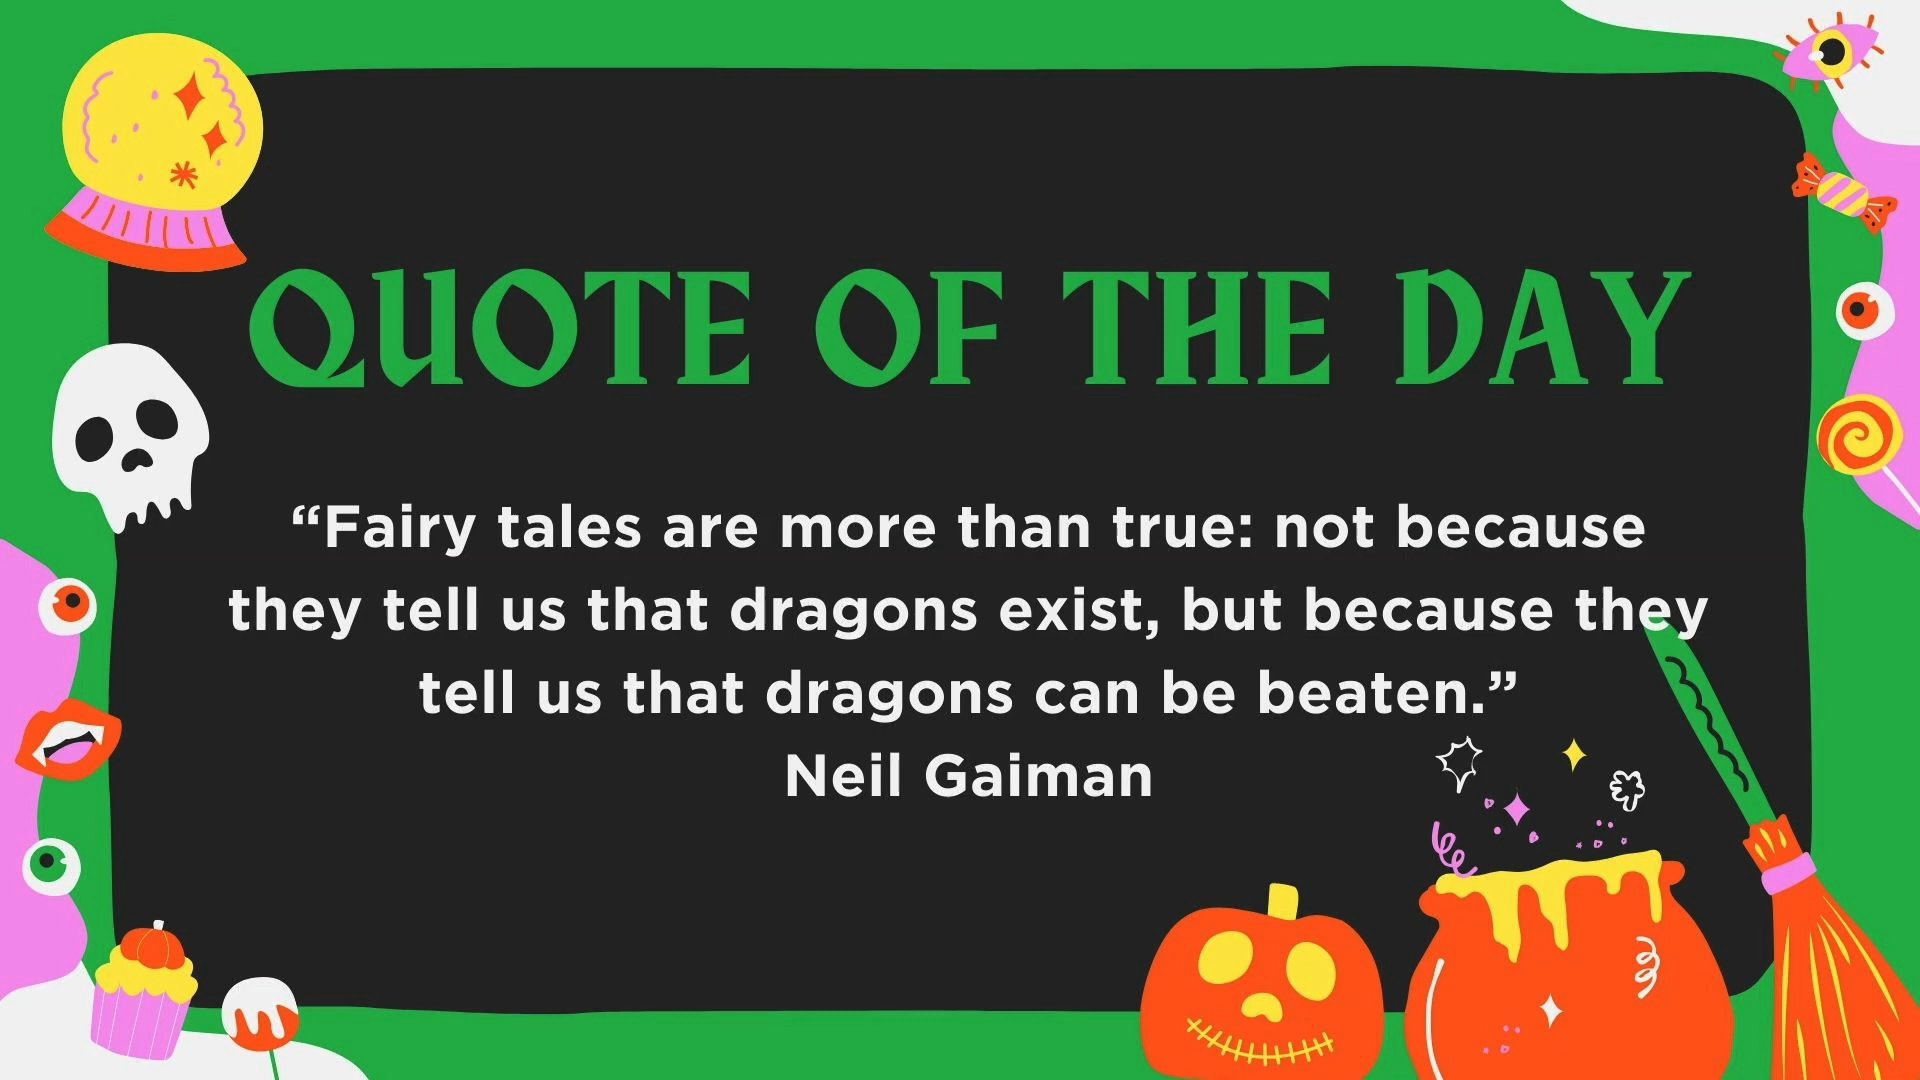 QUOTE OF THE DAY
“Fairy tales are more than true: not because
they tell us that dragons exist, but because they
tell us that dragons can be beaten.”
Neil Gaiman